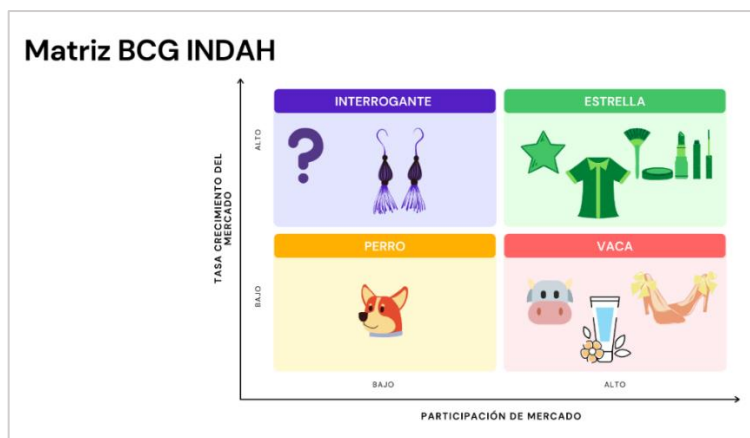 Matriz BCG INDAH
INTERROGANTE
ESTRELLA
ALTO
?
TASA CRECIMIENTO DEL
MERCADO
PERRO
VACA
BAJO
BAJO
ALTO
PARTICIPACIÓN DE MERCADO